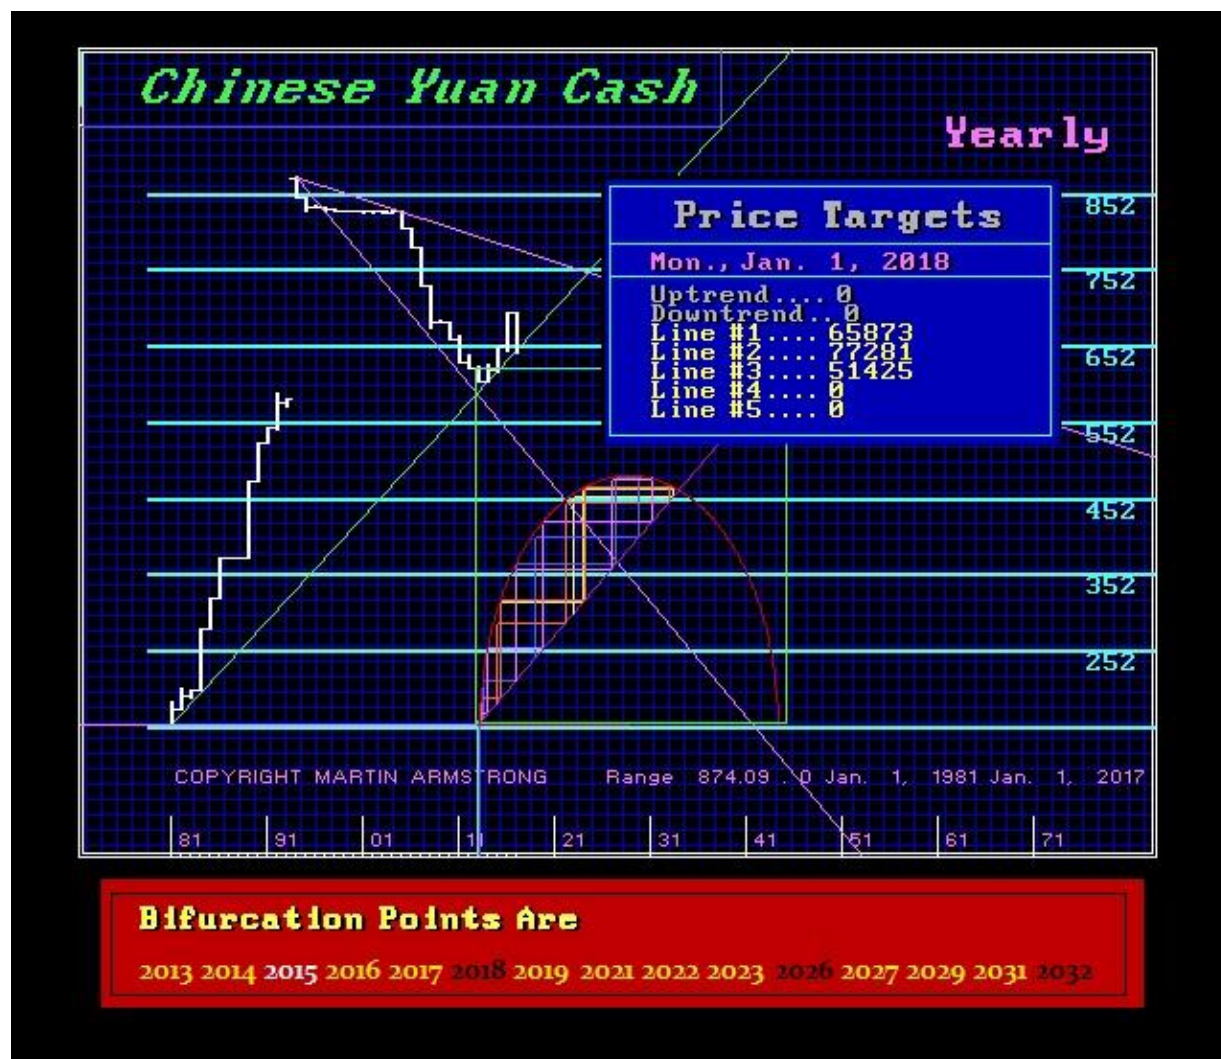 Chinese Yuan Cash
Yearly
852
Price Targets
Mon., Jan. 1, 2018
752
Uptrend.... 0
Downtrend.. 0
Line #1.... 65873
Line #2.... 77281
Line #3.... 51425
Line #4.... 0
Line #5.... 0
652
552
452
352
252
COPYRIGHT MARTIN ARMSTRONG Range 874.09 . 0 Jan. 1, 1981 Jan. 1, 2017
81 91 01 11 21 31 41 51 61 71
Bifurcation Points Are
2013 2014 2015 2016 2017 2018 2019 2021 2022 2023 2026 2027 2029 2031 2032